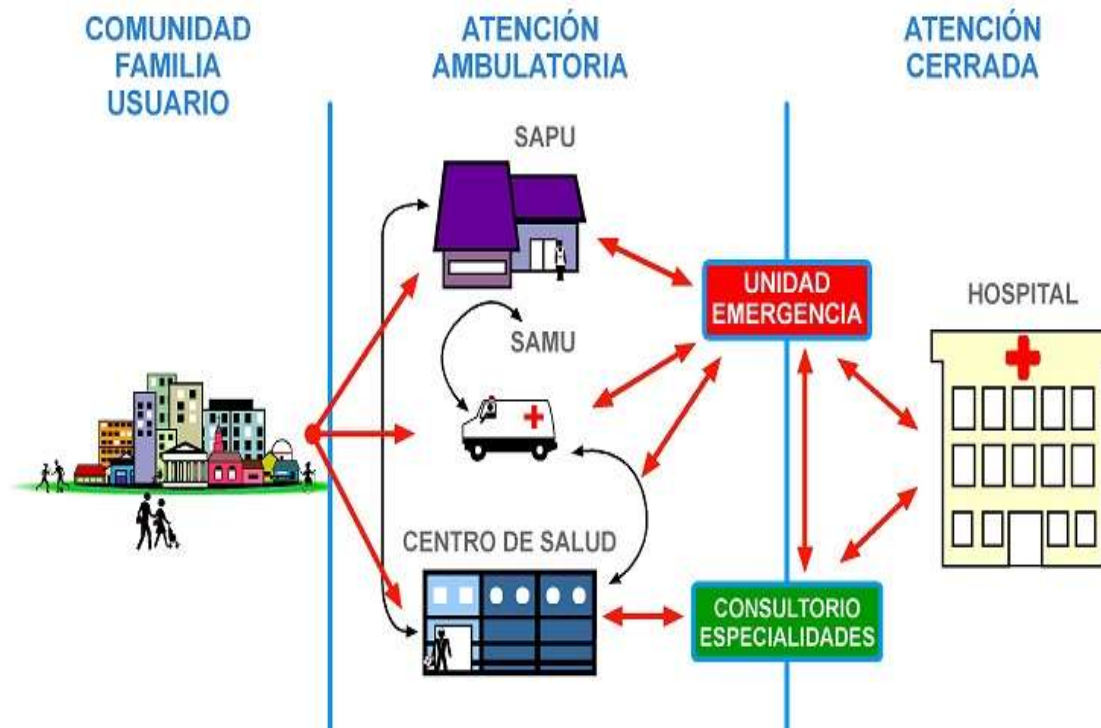 COMUNIDAD
FAMILIA
USUARIO
ATENCIÓN
AMBULATORIA
ATENCIÓN
CERRADA
SAPU
UNIDAD
EMERGENCIA
HOSPITAL
SAMU
CENTRO DE SALUD
CONSULTORIO
ESPECIALIDADES